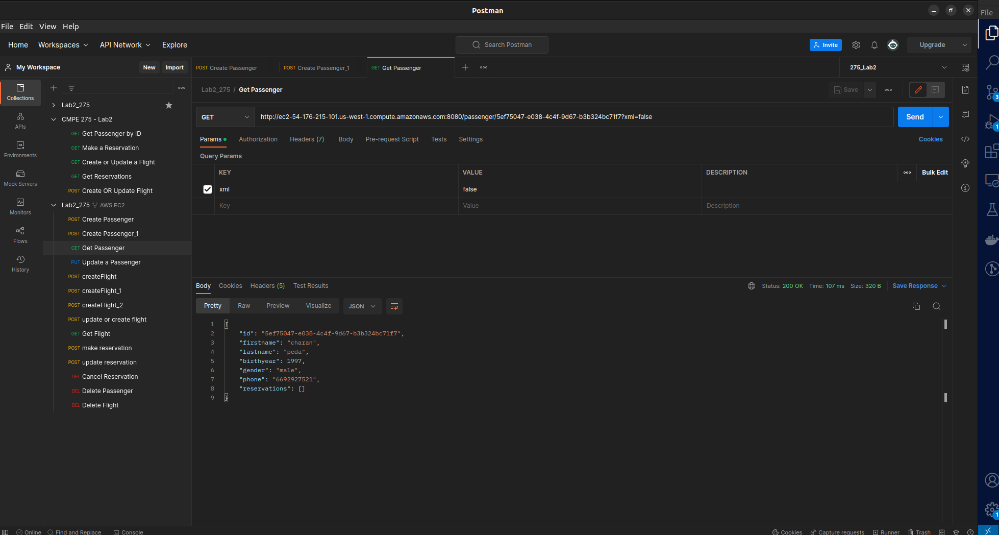 Postman
File
File Edit View Help
Home Workspaces API Network Explore Search Postman Invite Upgrade
My Workspace New Import POST Create Passenger POST Create Passenger_1 GET Get Passenger 275_Lab2
Collections
APIs
Environments
Mock Servers
Monitors
Flows
History
Lab2_275
CMPE 275 - Lab2
GET Get Passenger by ID
GET Make a Reservation
GET Create or Update a Flight
GET Get Reservations
POST Create OR Update Flight
Lab2_275 AWS EC2
POST Create Passenger
POST Create Passenger_1
GET Get Passenger
PUT Update a Passenger
POST createFlight
POST createFlight_1
POST createFlight_2
POST update or create flight
GET Get Flight
POST make reservation
POST update reservation
DEL Cancel Reservation
DEL Delete Passenger
DEL Delete Flight
Lab2_275 / Get Passenger Save
GET http://ec2-54-176-215-101.us-west-1.compute.amazonaws.com:8080/passenger/5ef75047-e038-4c4f-9d67-b3b324bc71f7?xml=false Send
Params Authorization Headers (7) Body Pre-request Script Tests Settings Cookies
Query Params
KEY VALUE DESCRIPTION Bulk Edit
xml false
Key Value Description
Body Cookies Headers (5) Test Results Status: 200 OK Time: 107 ms Size: 320 B Save Response
Pretty Raw Preview Visualize JSON
1 {
2 "id": "5ef75047-e038-4c4f-9d67-b3b324bc71f7",
3 "firstname": "charan",
4 "lastname": "peda",
5 "birthyear": 1997,
6 "gender": "male",
7 "phone": "6692927521",
8 "reservations": []
9 }
3
1
1
Online Find and Replace Console Cookies Capture requests Runner Trash